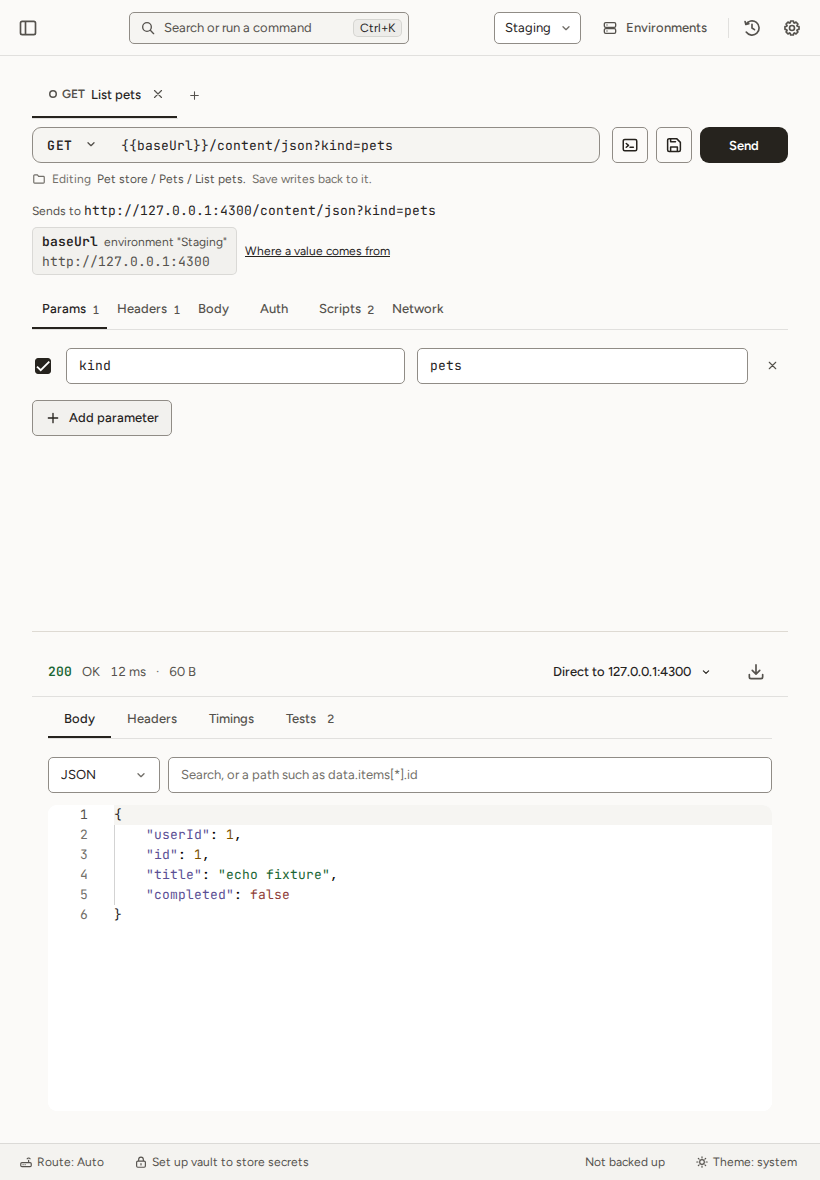 Search or run a command Ctrl+K Staging Environments
GET List pets
GET {{baseUrl}}/content/json?kind=pets Send
Editing Pet store / Pets / List pets. Save writes back to it.
Sends to http://127.0.0.1:4300/content/json?kind=pets
baseUrl environment "Staging"
http://127.0.0.1:4300
Where a value comes from
Params 1 Headers 1 Body Auth Scripts 2 Network
kind pets
Add parameter
200 OK 12 ms · 60 B Direct to 127.0.0.1:4300
Body Headers Timings Tests 2
JSON Search, or a path such as data.items[*].id
1 {
2 "userId": 1,
3 "id": 1,
4 "title": "echo fixture",
5 "completed": false
6 }
Route: Auto Set up vault to store secrets Not backed up Theme: system